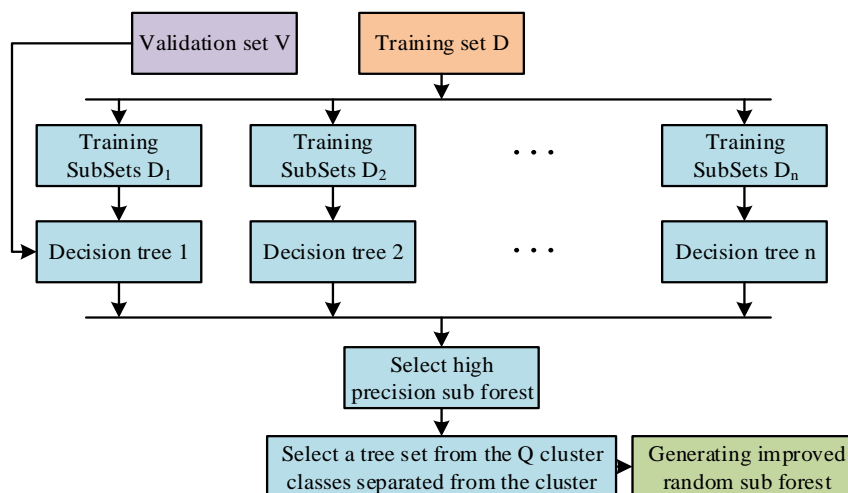 Validation set V
Training set D
Training
SubSets D₁
Training
SubSets D₂
. . .
Training
SubSets Dₙ
Decision tree 1
Decision tree 2
. . .
Decision tree n
Select high
precision sub forest
Select a tree set from the Q cluster
classes separated from the cluster
Generating improved
random sub forest